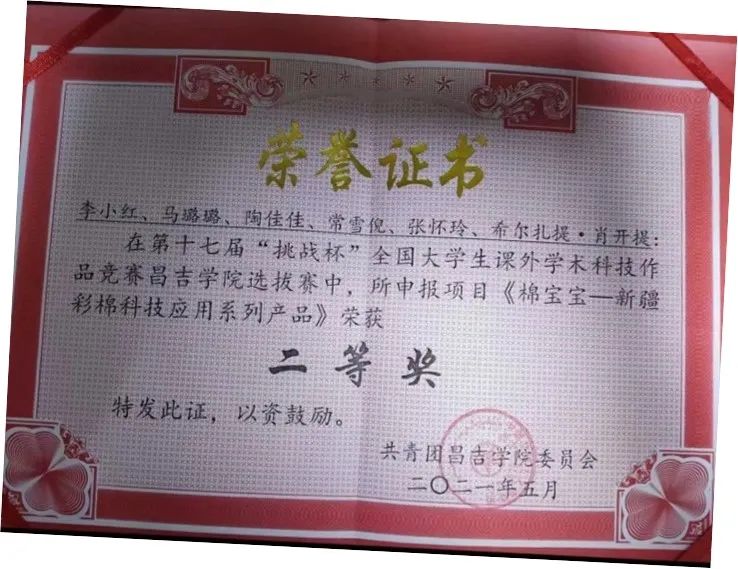 荣誉证书
李小红、马璐璐、陶佳佳、常雪倪、张怀玲、希尔扎提·肖开提：
在第十七届“挑战杯”全国大学生课外学术科技作
品竞赛昌吉学院选拔赛中，所申报项目《棉宝宝—新疆
彩棉科技应用系列产品》荣获
二等奖
特发此证，以资鼓励。
共青团昌吉学院委员会
二〇二一年五月